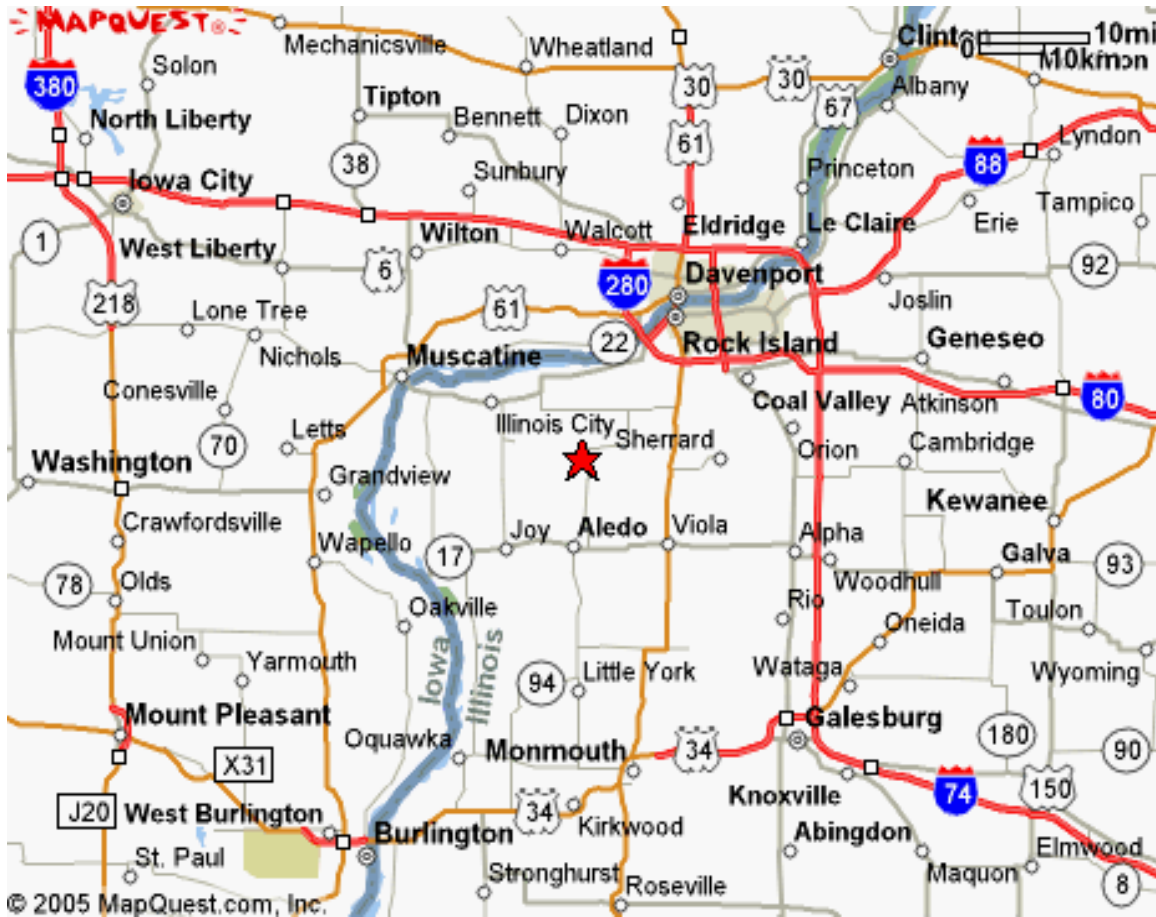 MAPQUEST
Mechanicsville
Wheatland
Clinton
10mi
0
10km
Solon
380
30
30
67
Albany
North Liberty
Tipton
Bennett
Dixon
61
Lyndon
38
Sunbury
Princeton
88
Iowa City
Tampico
1
West Liberty
Wilton
Walcott
Eldridge
Le Claire
Erie
6
280
Davenport
92
218
Lone Tree
61
Joslin
Nichols
22
Rock Island
Geneseo
Muscatine
Conesville
Coal Valley
Atkinson
80
Illinois City
Letts
70
Sherrard
Orion
Cambridge
Washington
Grandview
Kewanee
Crawfordsville
Joy
Aledo
Viola
Alpha
Wapello
17
Galva
93
78
Olds
Woodhull
Oakville
Rio
Toulon
Mount Union
Oneida
Yarmouth
Iowa
Illinois
94
Little York
Wataga
Wyoming
Mount Pleasant
Galesburg
Oquawka
Monmouth
34
180
90
X31
Knoxville
74
150
J20
West Burlington
34
Burlington
Kirkwood
Abingdon
Elmwood
St. Paul
Stronghurst
Maquon
8
Roseville
© 2005 MapQuest.com, Inc.